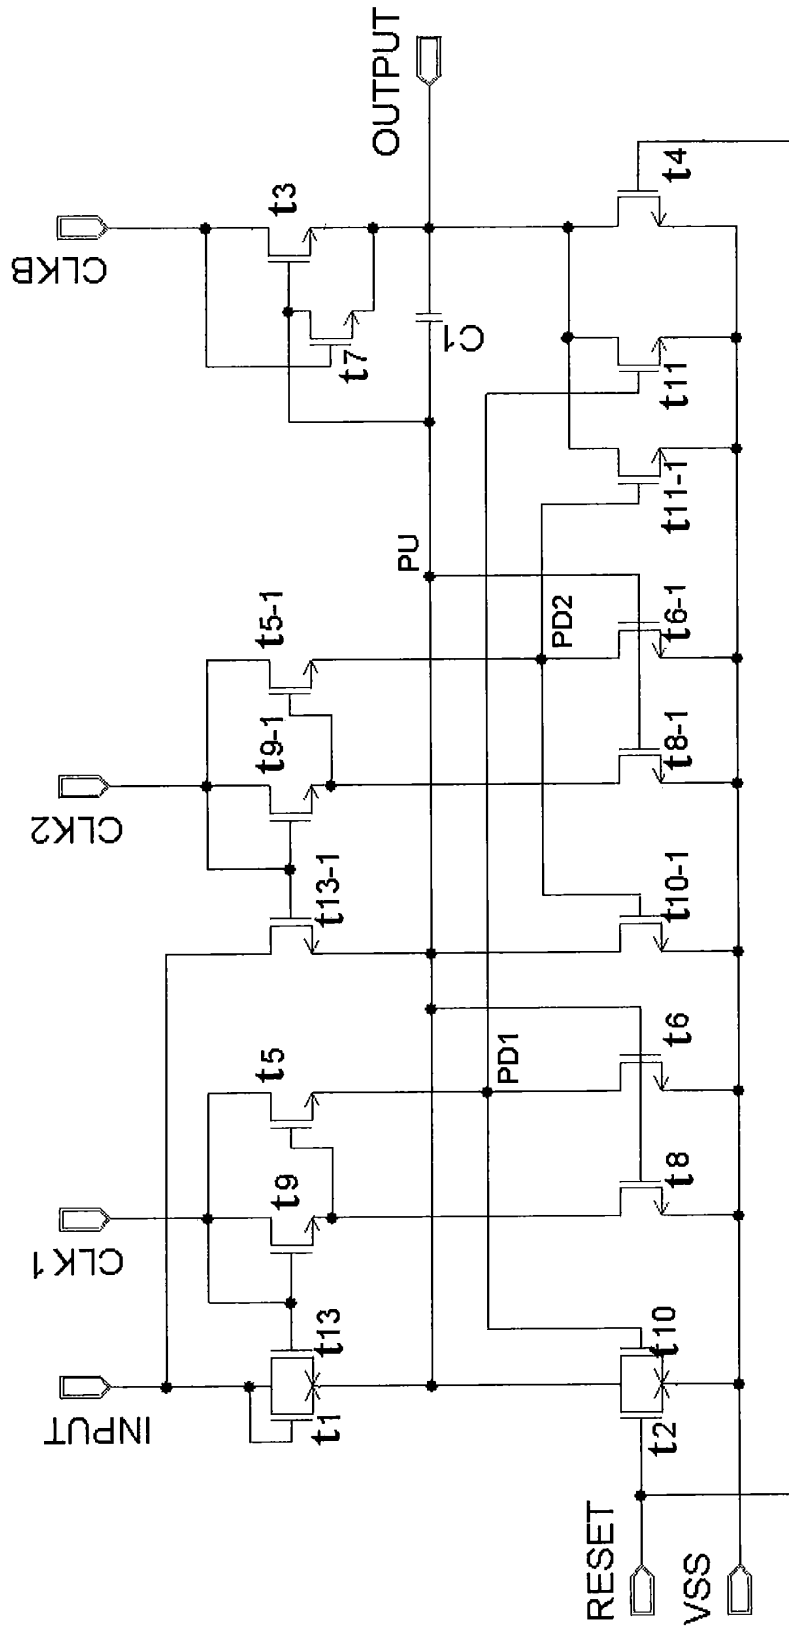 INPUT
CLK1
CLK2
CLKB
t1
t13
t9
t5
t13-1
t9-1
t5-1
t7
t3
OUTPUT
C1
PU
PD1
PD2
t2
t10
t8
t6
t10-1
t8-1
t6-1
t11-1
t11
t4
RESET
VSS